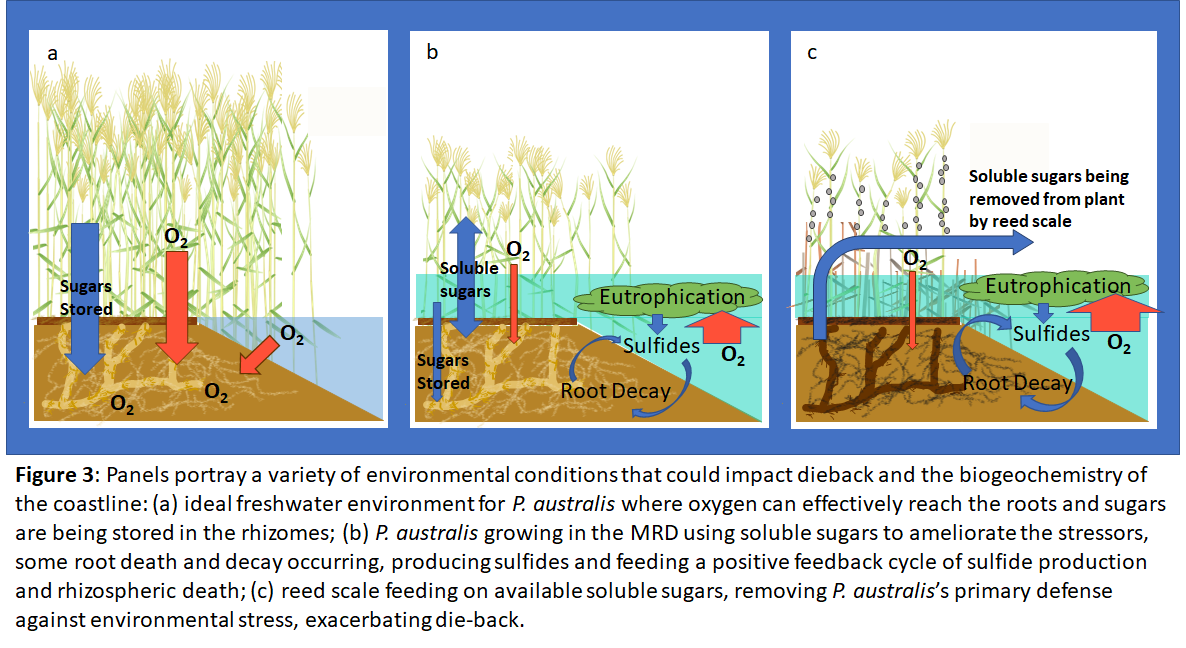 a
Sugars
Stored
O2
O2
O2
O2
b
O2
Soluble
sugars
Sugars
Stored
Eutrophication
Sulfides
O2
Root Decay
c
Soluble sugars being
removed from plant
by reed scale
O2
Eutrophication
Sulfides
O2
Root Decay
Figure 3: Panels portray a variety of environmental conditions that could impact dieback and the biogeochemistry of
the coastline: (a) ideal freshwater environment for P. australis where oxygen can effectively reach the roots and sugars
are being stored in the rhizomes; (b) P. australis growing in the MRD using soluble sugars to ameliorate the stressors,
some root death and decay occurring, producing sulfides and feeding a positive feedback cycle of sulfide production
and rhizospheric death; (c) reed scale feeding on available soluble sugars, removing P. australis’s primary defense
against environmental stress, exacerbating die-back.